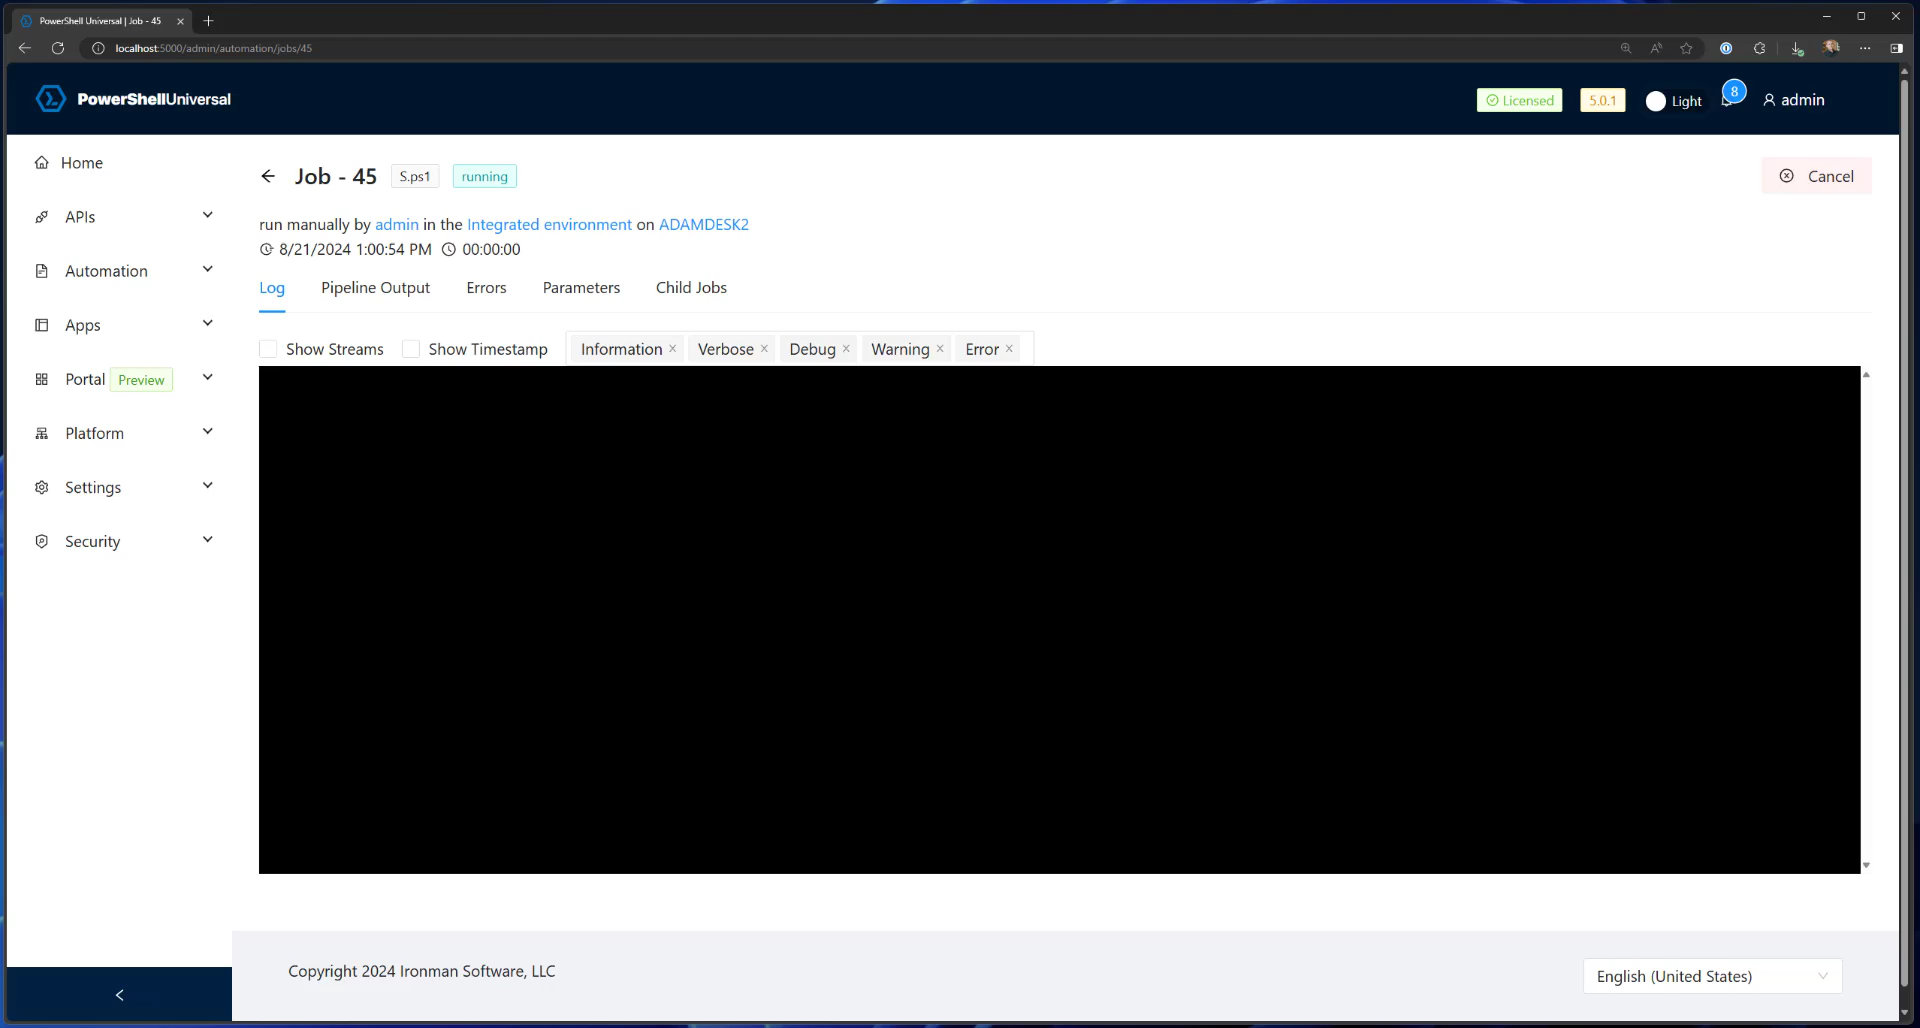 PowerShell Universal | Job - 45
localhost:5000/admin/automation/jobs/45
PowerShellUniversal
Licensed
5.0.1
Light
8
admin
Home
APIs
Automation
Apps
Portal Preview
Platform
Settings
Security
Job - 45 S.ps1 running
Cancel
run manually by admin in the Integrated environment on ADAMDESK2
8/21/2024 1:00:54 PM 00:00:00
Log Pipeline Output Errors Parameters Child Jobs
Show Streams Show Timestamp Information × Verbose × Debug × Warning × Error ×
Copyright 2024 Ironman Software, LLC
English (United States)